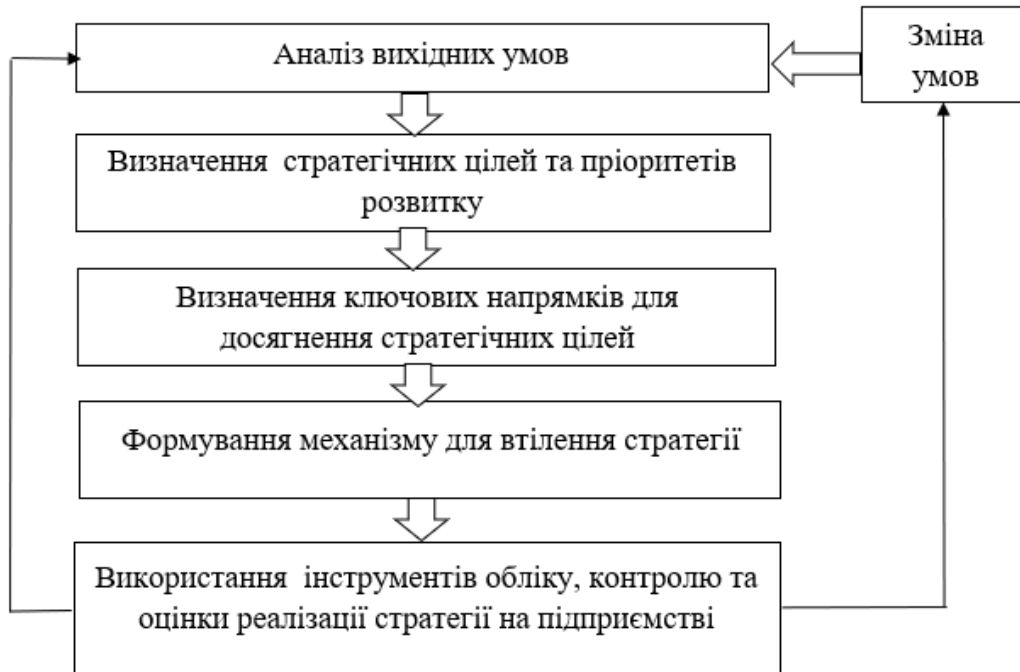 Аналіз вихідних умов
Зміна
умов
Визначення стратегічних цілей та пріоритетів
розвитку
Визначення ключових напрямків для
досягнення стратегічних цілей
Формування механізму для втілення стратегії
Використання інструментів обліку, контролю та
оцінки реалізації стратегії на підприємстві